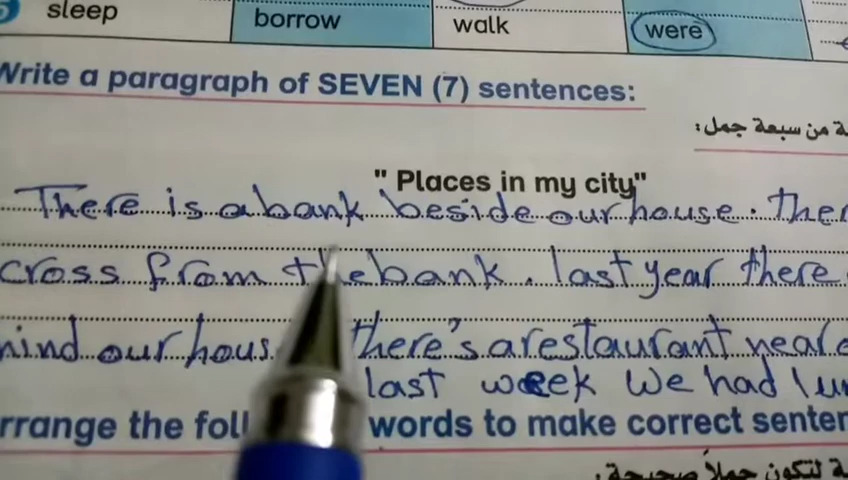 sleep borrow walk were
Write a paragraph of SEVEN (7) sentences:
ة من سبعة جمل:
" Places in my city"
There is a bank beside our house. ther
cross from the bank. last year there
hind our hous there's a restaurant near
last week We had lun
rrange the foll words to make correct senten
ة لتكون جملاً صحيحة: